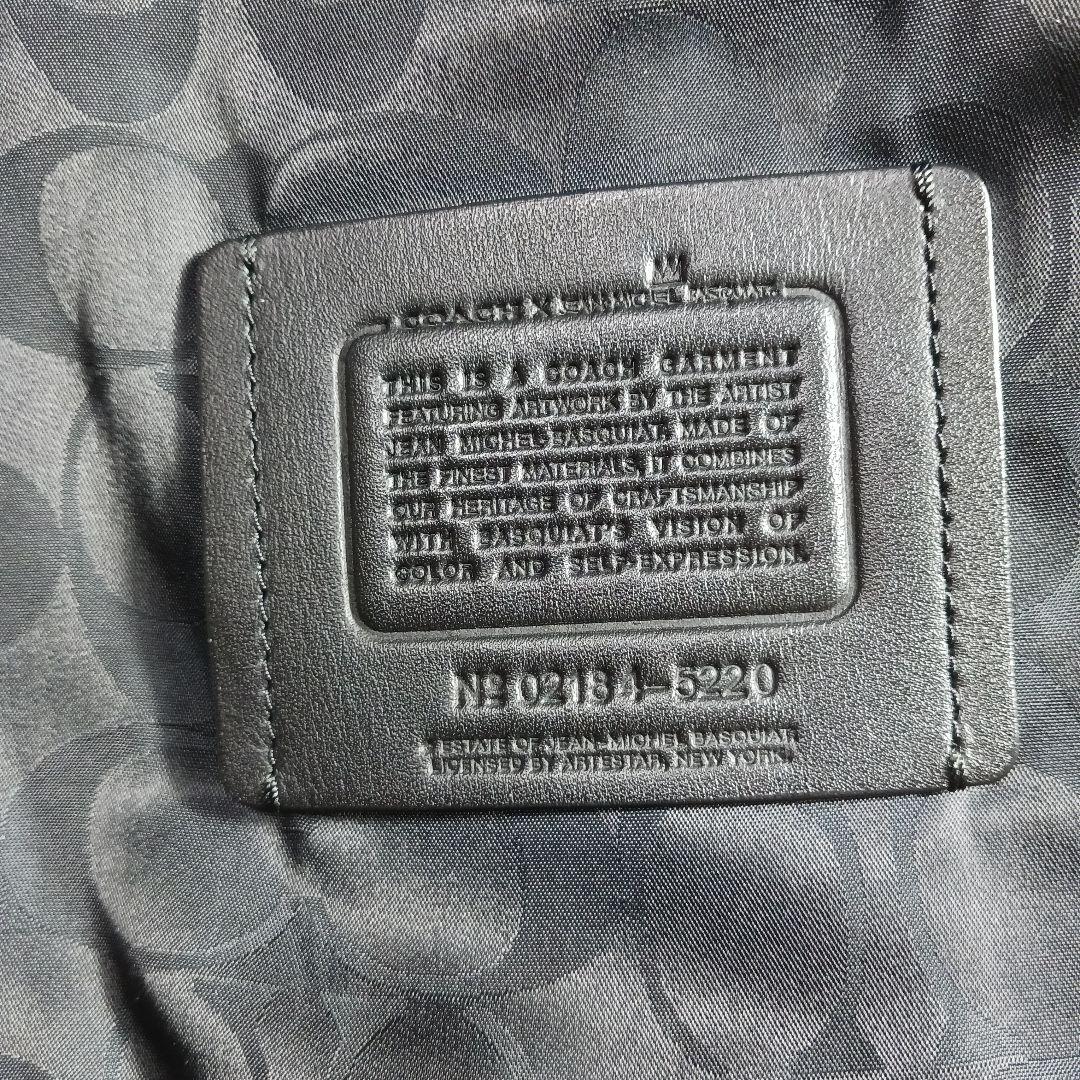 COACH X JEAN MICHEL BASQUIAT
THIS IS A COACH GARMENT
FEATURING ARTWORK BY THE ARTIST
JEAN MICHEL BASQUIAT. MADE OF
THE FINEST MATERIALS, IT COMBINES
OUR HERITAGE OF CRAFTSMANSHIP
WITH BASQUIAT'S VISION OF
COLOR AND SELF-EXPRESSION.
Nº 02184-5220
© ESTATE OF JEAN-MICHEL BASQUIAT
LICENSED BY ARTESTAR, NEW YORK.